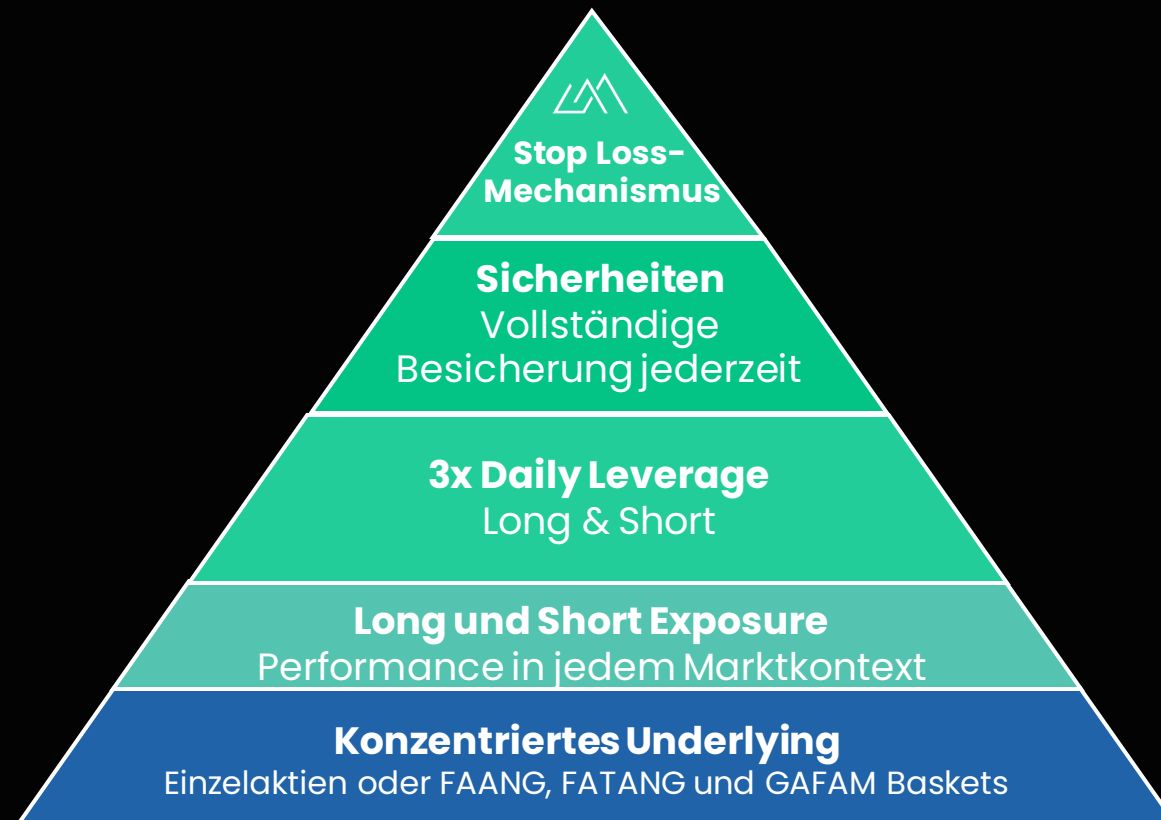 Stop Loss-
Mechanismus
Sicherheiten
Vollständige
Besicherung jederzeit
3x Daily Leverage
Long & Short
Long und Short Exposure
Performance in jedem Marktkontext
Konzentriertes Underlying
Einzelaktien oder FAANG, FATANG und GAFAM Baskets